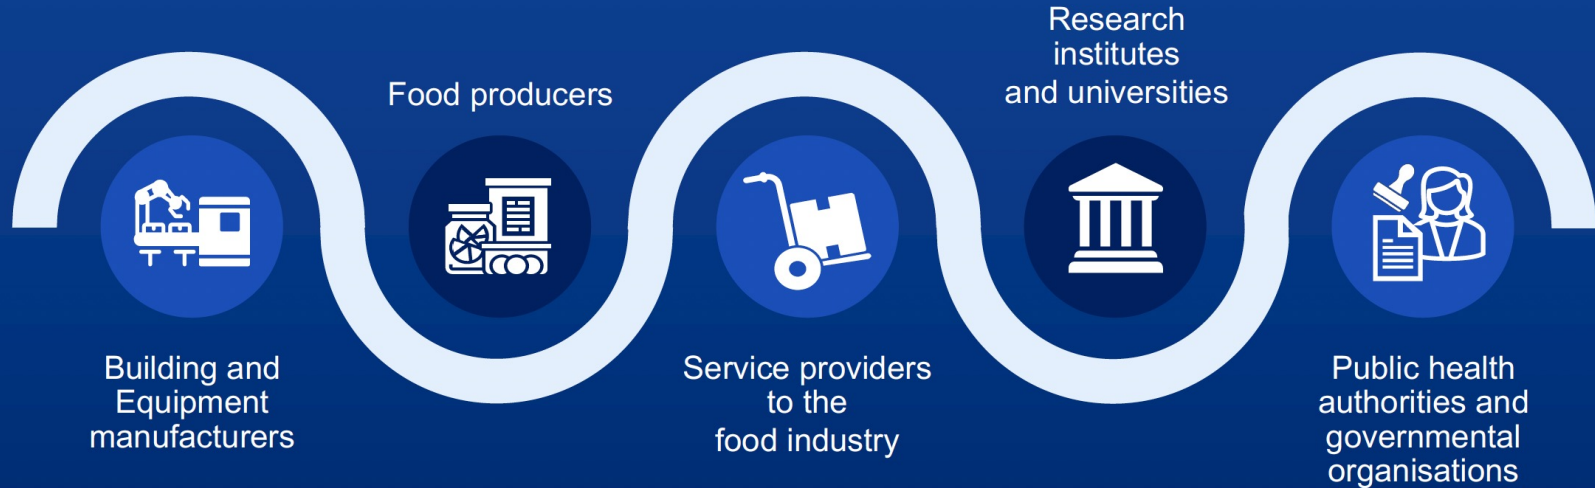 Building and
Equipment
manufacturers
Food producers
Service providers
to the
food industry
Research
institutes
and universities
Public health
authorities and
governmental
organisations